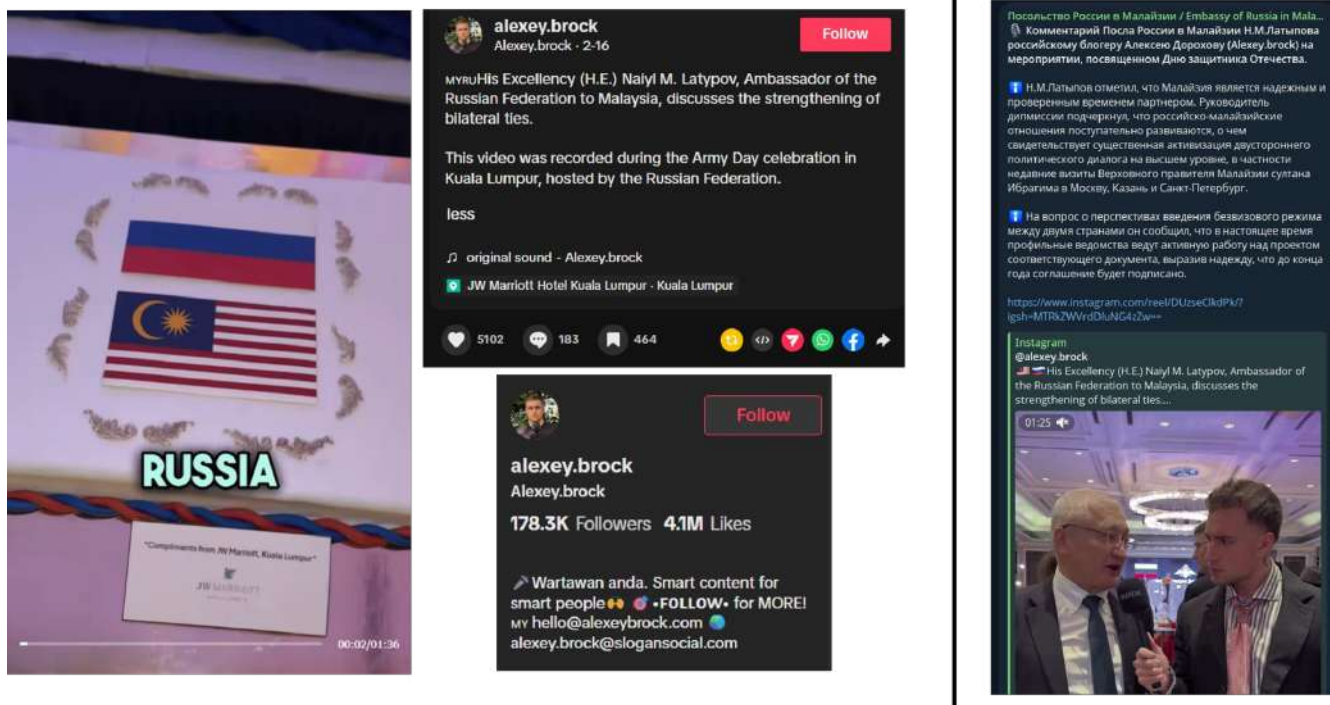 RUSSIA
"Compliments from JW Marriott, Kuala Lumpur"
JW MARRIOTT
00:02/01:36
alexey.brock
Alexey.brock · 2-16
Follow
MYRUHis Excellency (H.E.) Naiyl M. Latypov, Ambassador of the
Russian Federation to Malaysia, discusses the strengthening of
bilateral ties.
This video was recorded during the Army Day celebration in
Kuala Lumpur, hosted by the Russian Federation.
less
original sound - Alexey.brock
JW Marriott Hotel Kuala Lumpur · Kuala Lumpur
5102
183
464
Follow
alexey.brock
Alexey.brock
178.3K Followers 4.1M Likes
Wartawan anda. Smart content for
smart people •FOLLOW• for MORE!
MY hello@alexeybrock.com
alexey.brock@slogansocial.com
Посольство России в Малайзии / Embassy of Russia in Mala...
Комментарий Посла России в Малайзии Н.М.Латыпова
российскому блогеру Алексею Дорохову (Alexey.brock) на
мероприятии, посвященном Дню защитника Отечества.
Н.М.Латыпов отметил, что Малайзия является надежным и
проверенным временем партнером. Руководитель
дипмиссии подчеркнул, что российско-малайзийские
отношения поступательно развиваются, о чем
свидетельствует существенная активизация двустороннего
политического диалога на высшем уровне, в частности
недавние визиты Верховного правителя Малайзии султана
Ибрагима в Москву, Казань и Санкт-Петербург.
На вопрос о перспективах введения безвизового режима
между двумя странами он сообщил, что в настоящее время
профильные ведомства ведут активную работу над проектом
соответствующего документа, выразив надежду, что до конца
года соглашение будет подписано.
https://www.instagram.com/reel/DUzseClkdPk/?
igsh=MTRkZWVrdDluNG4zZw==
Instagram
@alexey.brock
His Excellency (H.E.) Naiyl M. Latypov, Ambassador of
the Russian Federation to Malaysia, discusses the
strengthening of bilateral ties....
01:25